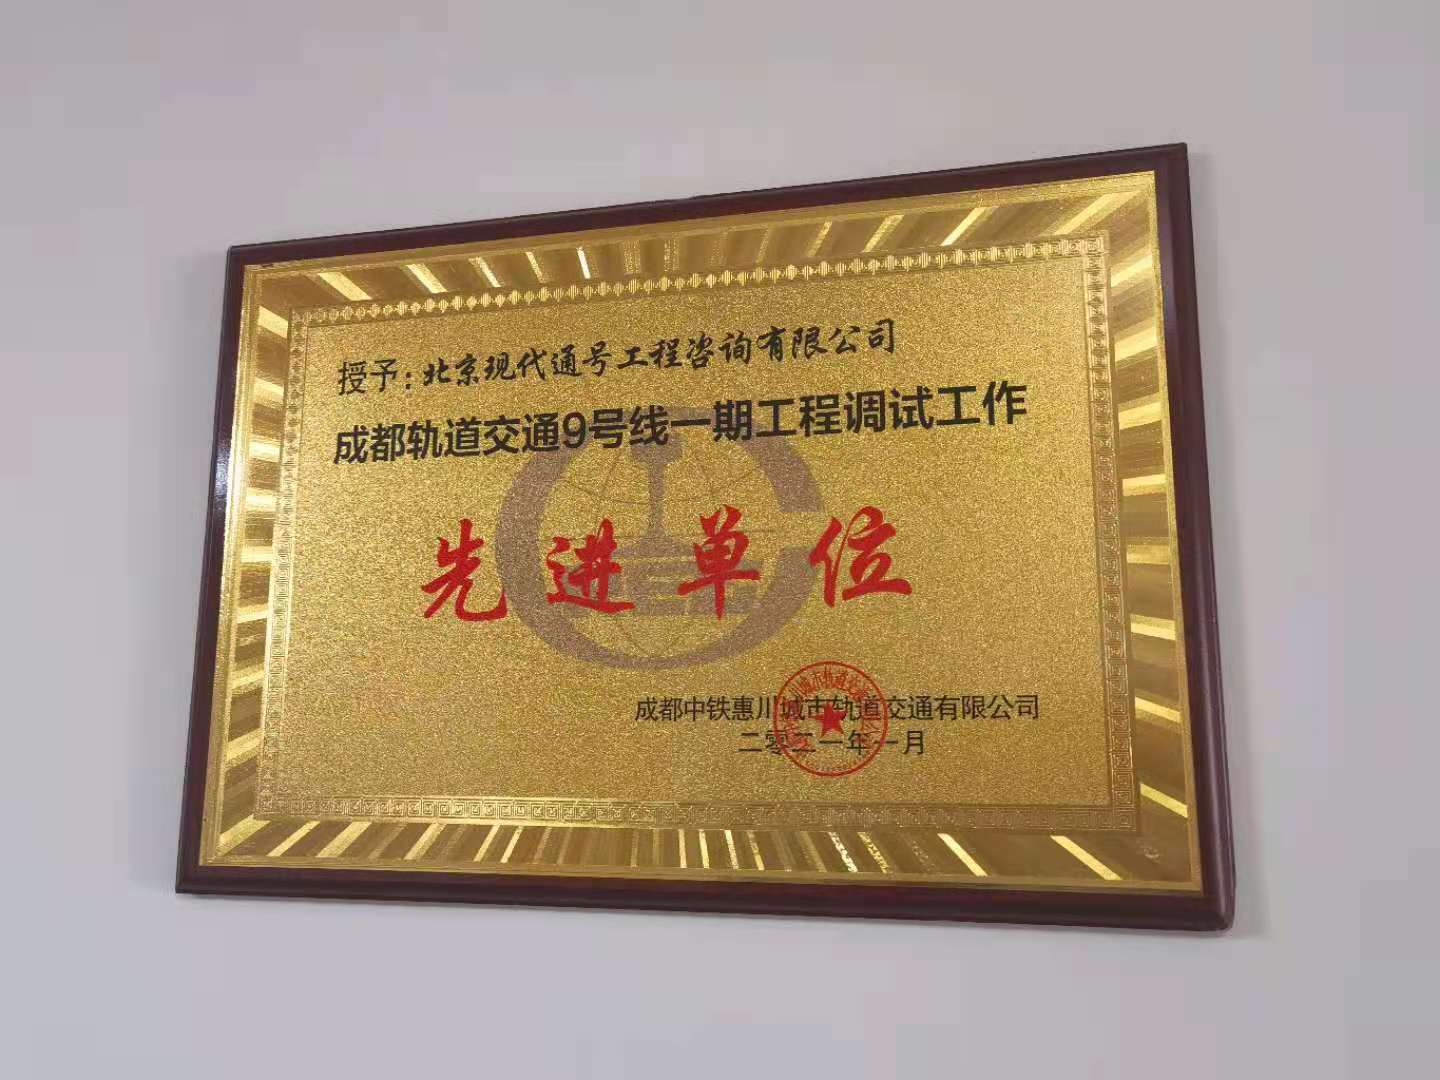 授予:北京现代通号工程咨询有限公司
成都轨道交通9号线一期工程调试工作
先进单位
成都中铁惠川城市轨道交通有限公司
二零二一年一月